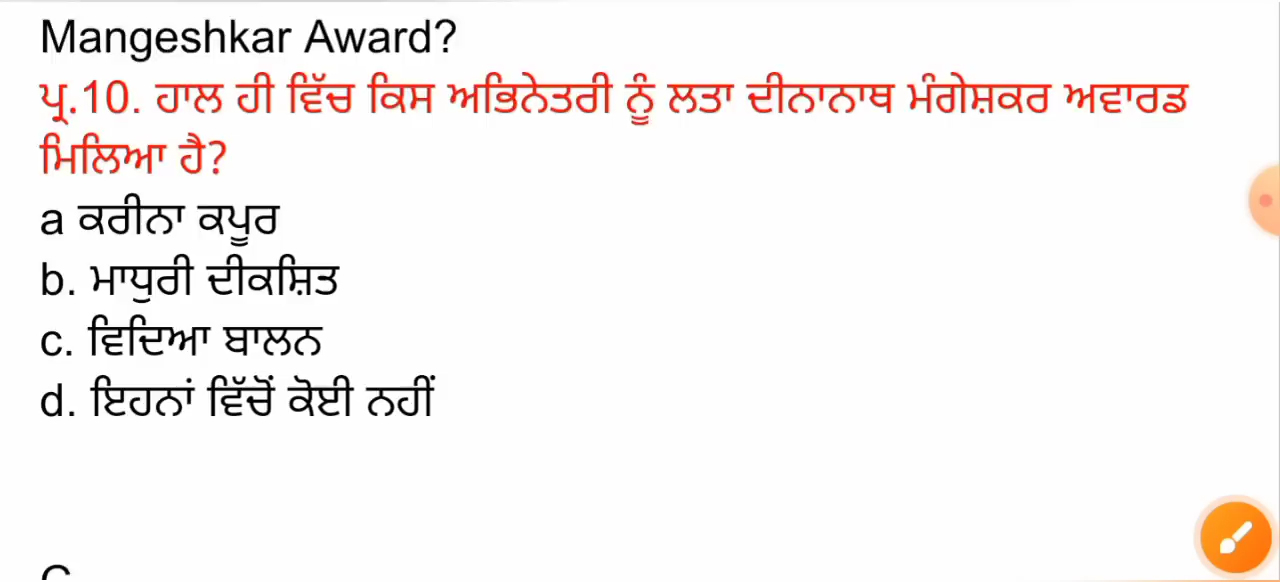 Mangeshkar Award?
ਪ੍ਰ.10. ਹਾਲ ਹੀ ਵਿੱਚ ਕਿਸ ਅਭਿਨੇਤਰੀ ਨੂੰ ਲਤਾ ਦੀਨਾਨਾਥ ਮੰਗੇਸ਼ਕਰ ਅਵਾਰਡ
ਮਿਲਿਆ ਹੈ?
a ਕਰੀਨਾ ਕਪੂਰ
b. ਮਾਧੁਰੀ ਦੀਕਸ਼ਿਤ
c. ਵਿਦਿਆ ਬਾਲਨ
d. ਇਹਨਾਂ ਵਿੱਚੋਂ ਕੋਈ ਨਹੀਂ